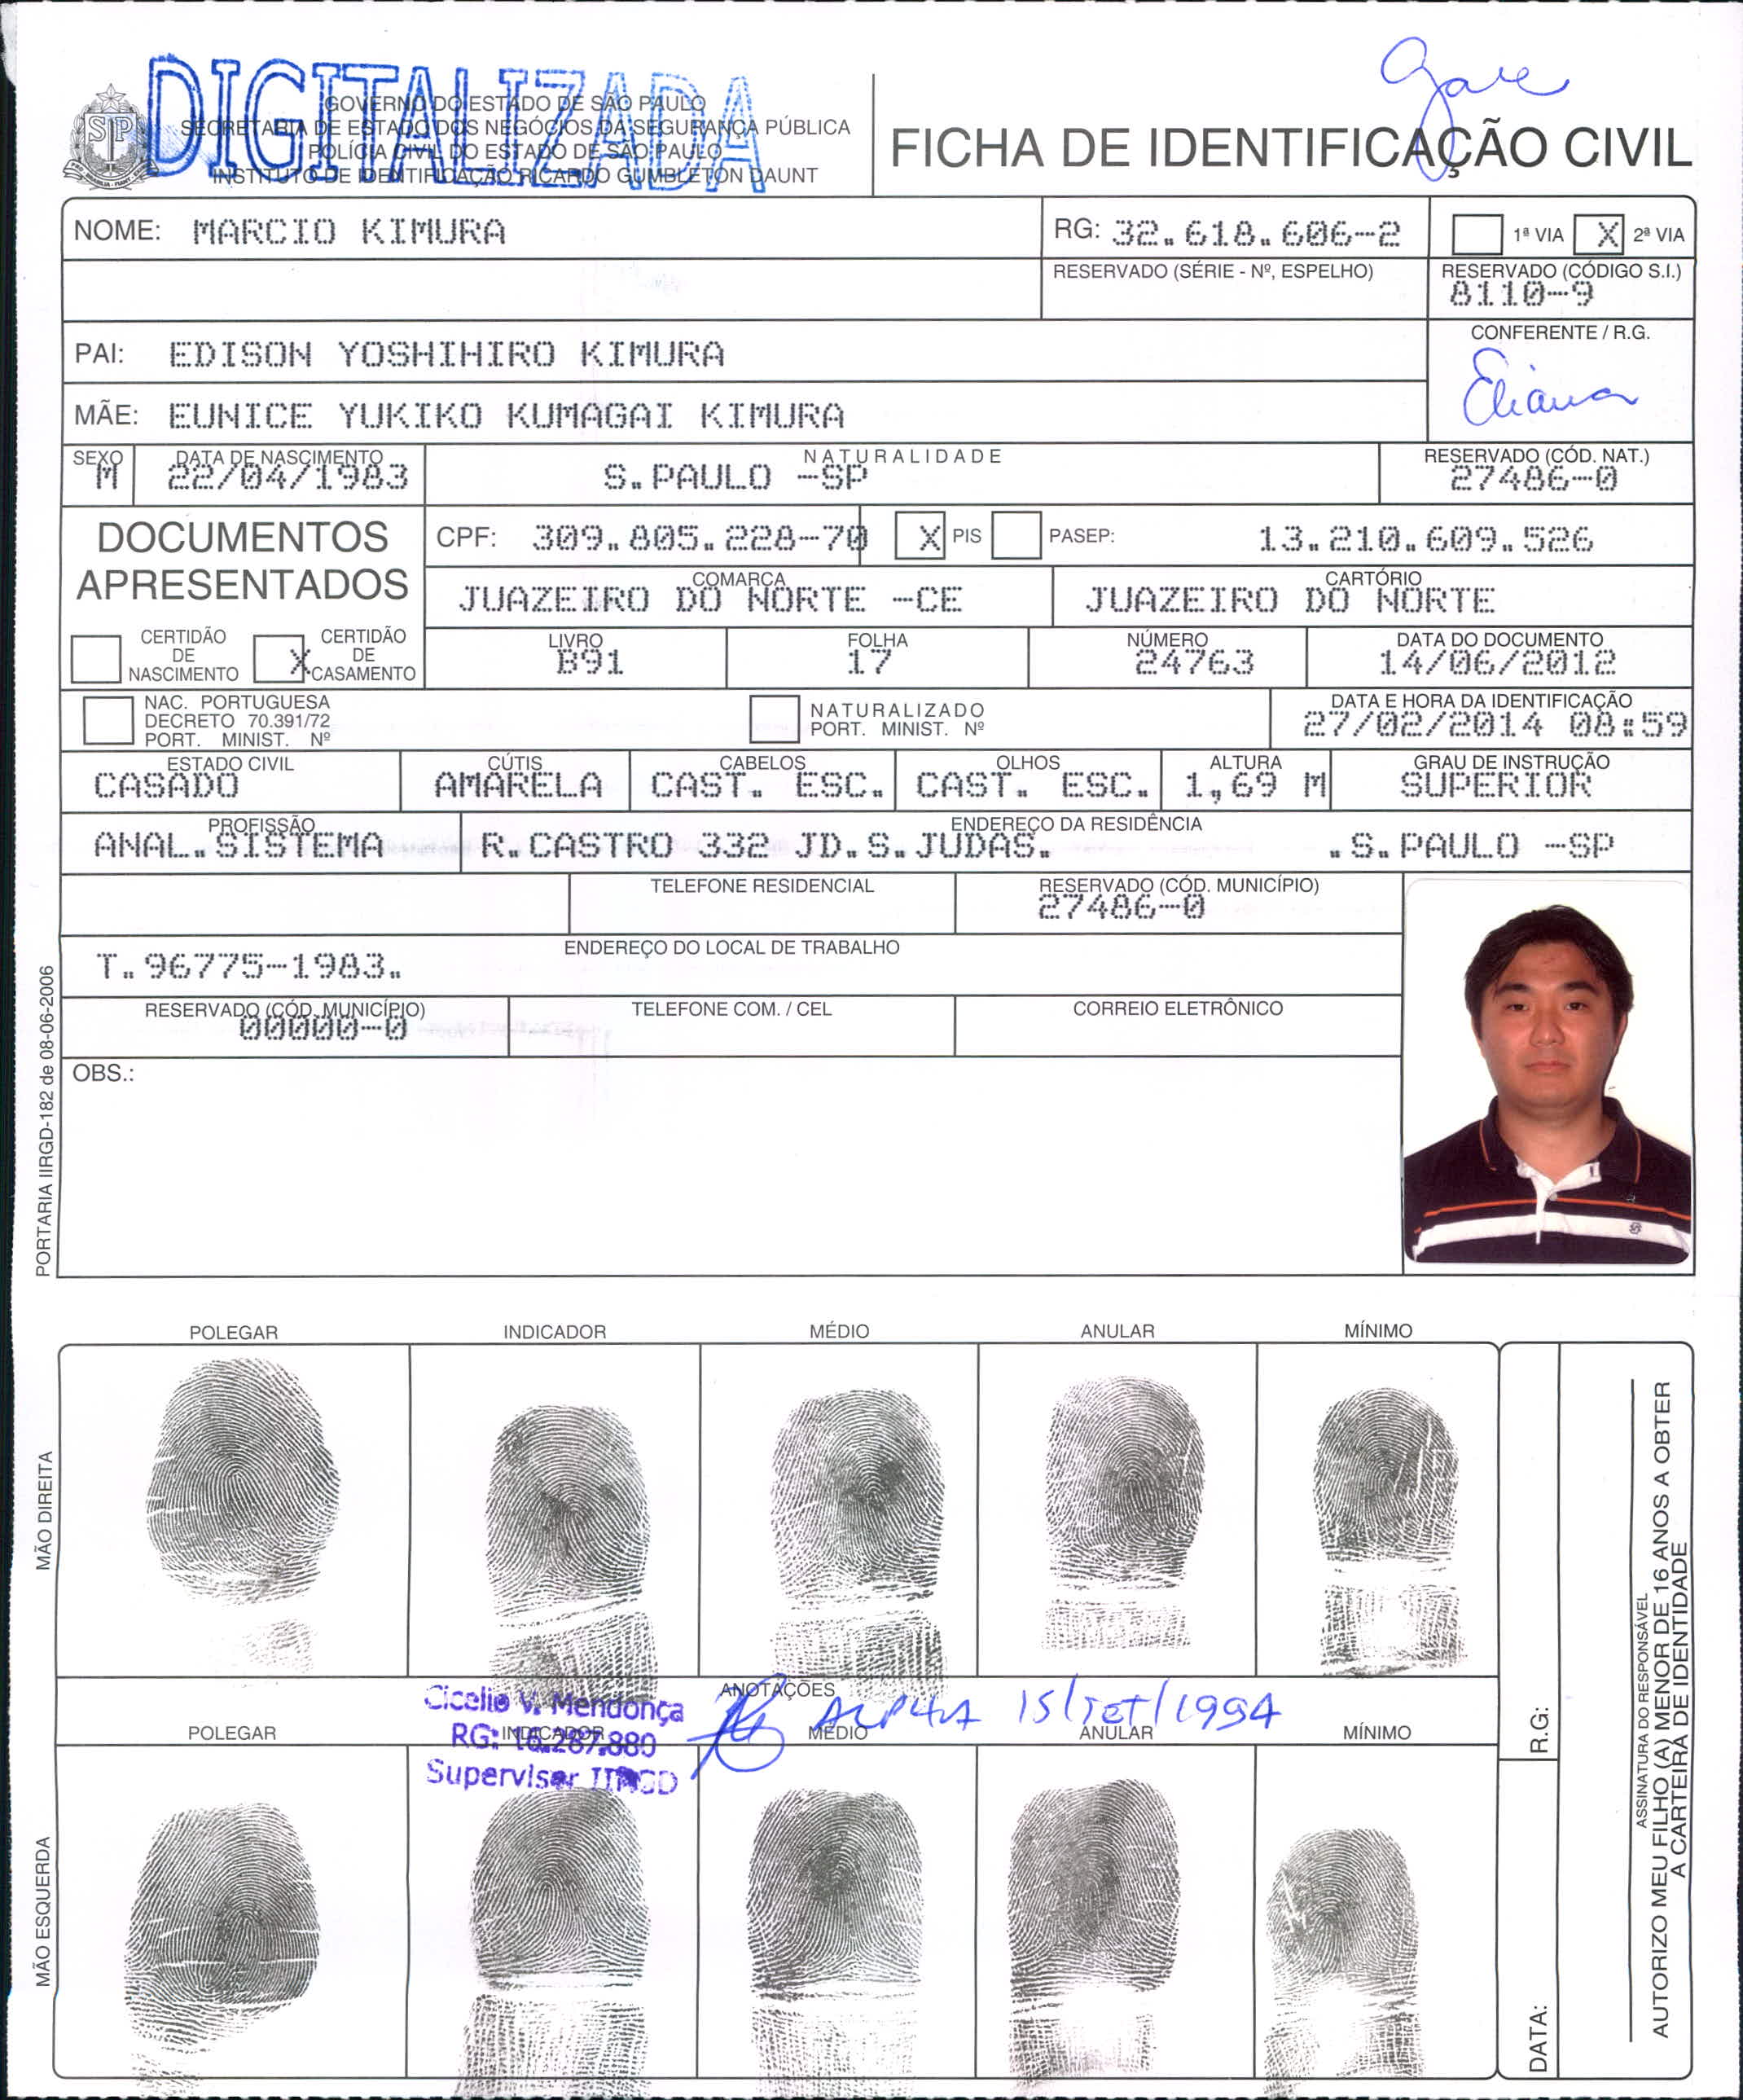 DIGITALIZADA
GOVERNO DO ESTADO DE SÃO PAULO
SECRETARIA DE ESTADO DOS NEGÓCIOS DA SEGURANÇA PÚBLICA
POLÍCIA CIVIL DO ESTADO DE SÃO PAULO
INSTITUTO DE IDENTIFICAÇÃO RICARDO GUMBLETON DAUNT
FICHA DE IDENTIFICAÇÃO CIVIL
NOME: MARCIO KIMURA RG: 32.618.606-2 1ª VIA X 2ª VIA
RESERVADO (SÉRIE - Nº, ESPELHO) RESERVADO (CÓDIGO S.I.)
8110-9
PAI: EDISON YOSHIHIRO KIMURA CONFERENTE / R.G.
Eliana
MÃE: EUNICE YUKIKO KUMAGAI KIMURA
SEXO DATA DE NASCIMENTO NATURALIDADE RESERVADO (CÓD. NAT.)
M 22/04/1983 S.PAULO -SP 27486-0
DOCUMENTOS APRESENTADOS
CPF: 309.805.228-70 X PIS PASEP: 13.210.609.526
COMARCA CARTÓRIO
JUAZEIRO DO NORTE -CE JUAZEIRO DO NORTE
CERTIDÃO DE NASCIMENTO X CERTIDÃO DE CASAMENTO
LIVRO FOLHA NÚMERO DATA DO DOCUMENTO
B91 17 24763 14/06/2012
NAC. PORTUGUESA
DECRETO 70.391/72
PORT. MINIST. Nº
NATURALIZADO
PORT. MINIST. Nº
DATA E HORA DA IDENTIFICAÇÃO
27/02/2014 08:59
ESTADO CIVIL CÚTIS CABELOS OLHOS ALTURA GRAU DE INSTRUÇÃO
CASADO AMARELA CAST. ESC. CAST. ESC. 1,69 M SUPERIOR
PROFISSÃO ENDEREÇO DA RESIDÊNCIA
ANAL.SISTEMA R.CASTRO 332 JD.S.JUDAS. .S.PAULO -SP
TELEFONE RESIDENCIAL RESERVADO (CÓD. MUNICÍPIO)
27486-0
ENDEREÇO DO LOCAL DE TRABALHO
T.96775-1983.
RESERVADO (CÓD. MUNICÍPIO) TELEFONE COM. / CEL CORREIO ELETRÔNICO
00000-0
OBS.:
PORTARIA IIRGD-182 de 08-06-2006
POLEGAR INDICADOR MÉDIO ANULAR MÍNIMO
MÃO DIREITA
ANOTAÇÕES
Cicelio V. Mendonça
RG: 16.287.880
Supervisor IIRGD
ALPHA 15/SET/1994
POLEGAR INDICADOR MÉDIO ANULAR MÍNIMO
MÃO ESQUERDA
R.G:
DATA:
ASSINATURA DO RESPONSÁVEL
AUTORIZO MEU FILHO (A) MENOR DE 16 ANOS A OBTER
A CARTEIRA DE IDENTIDADE